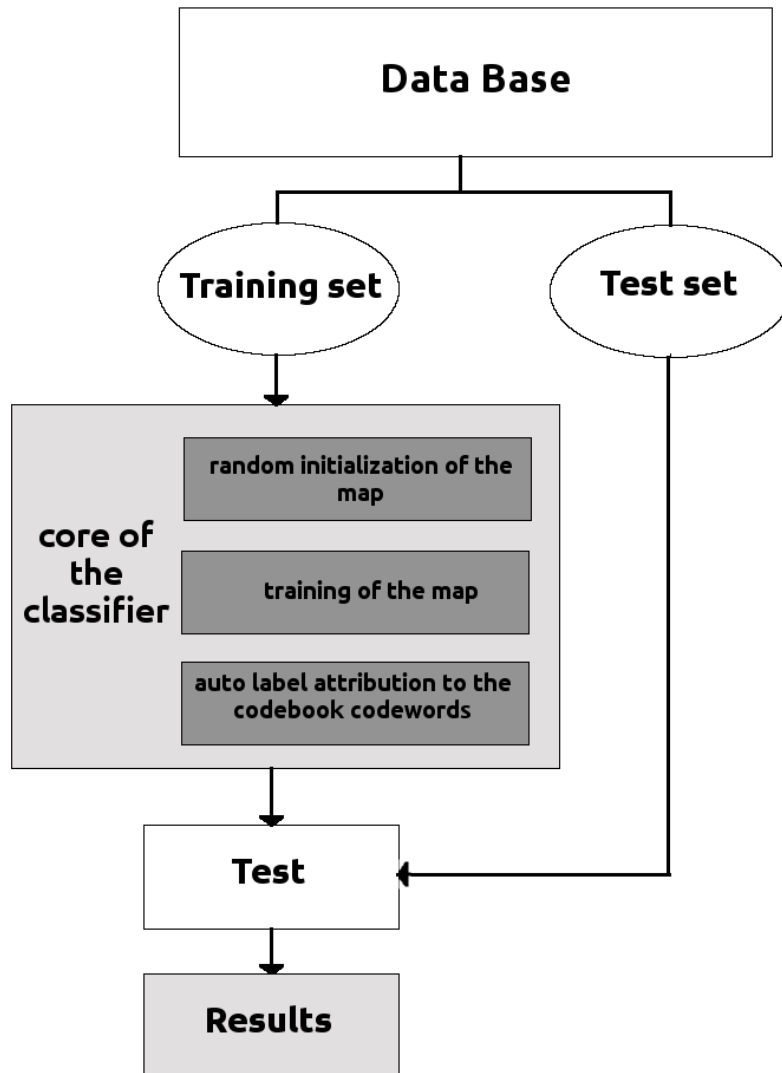 Data Base
Training set
Test set
core of
the
classifier
random initialization of the
map
training of the map
auto label attribution to the
codebook codewords
Test
Results